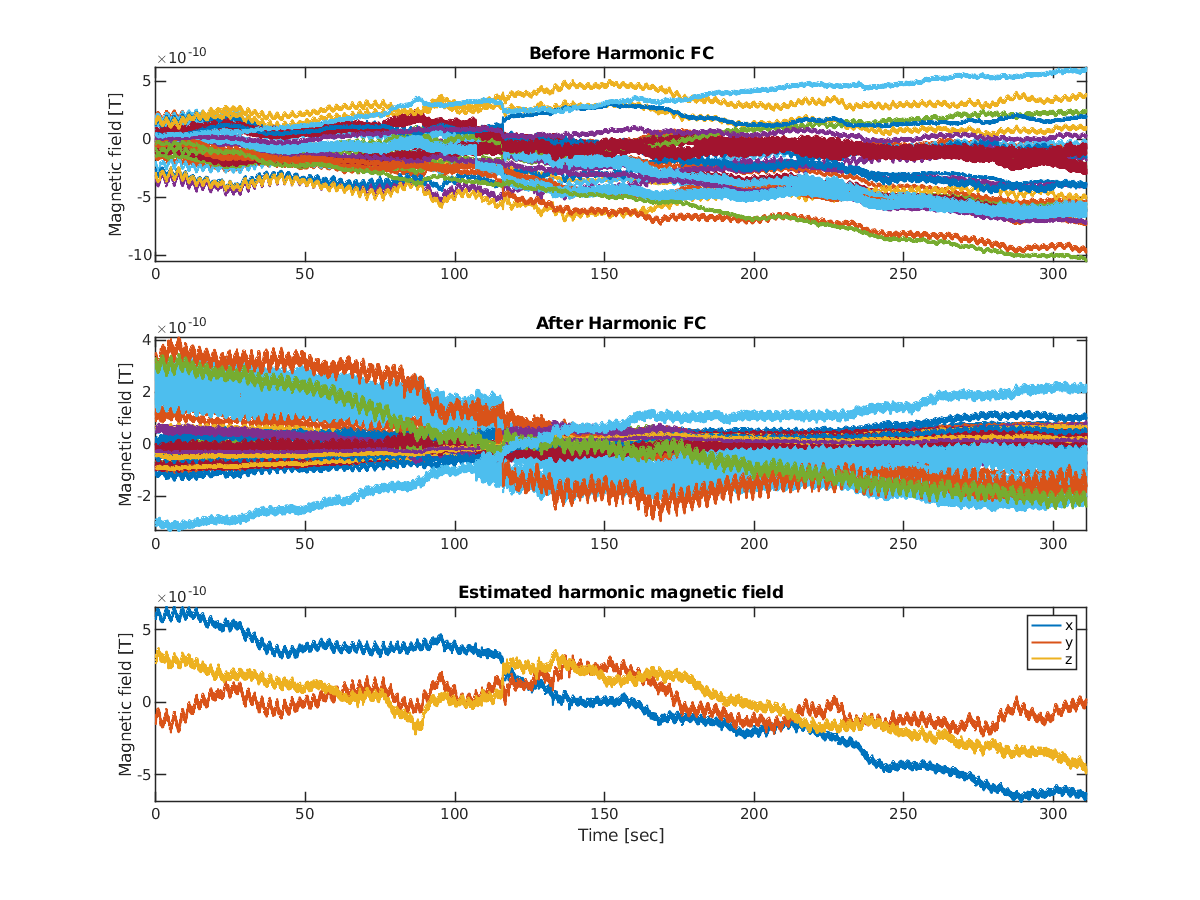 Before Harmonic FC
×10^-10
Magnetic field [T]
5
0
-5
-10
0 50 100 150 200 250 300
After Harmonic FC
×10^-10
Magnetic field [T]
4
2
0
-2
0 50 100 150 200 250 300
Estimated harmonic magnetic field
×10^-10
Magnetic field [T]
5
0
-5
x
y
z
0 50 100 150 200 250 300
Time [sec]